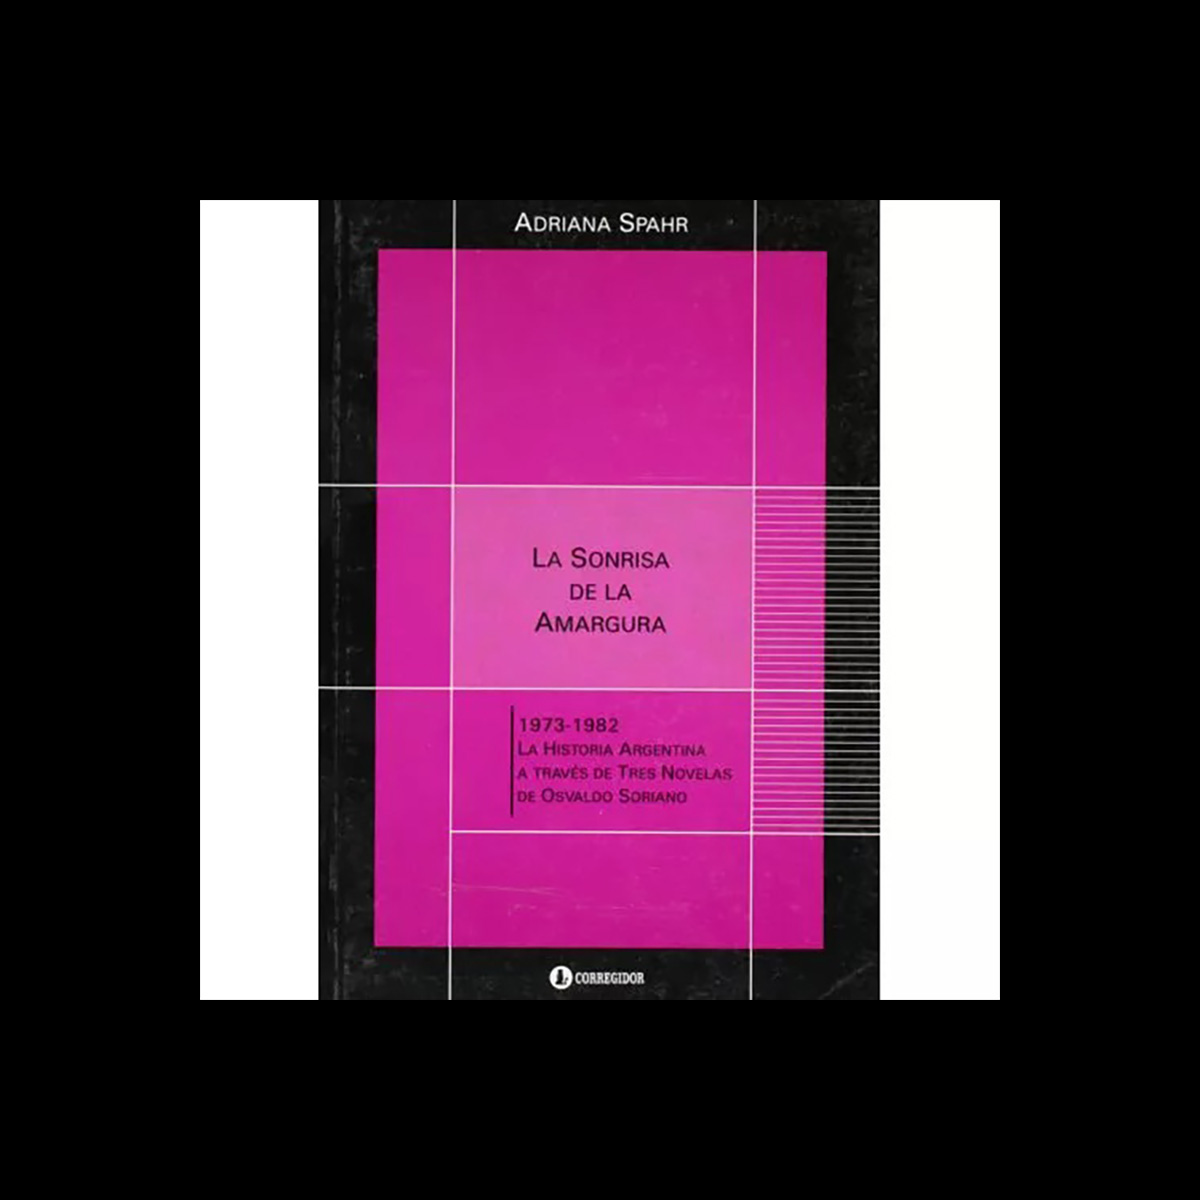 ADRIANA SPAHR
LA SONRISA
DE LA
AMARGURA
1973-1982
LA HISTORIA ARGENTINA
A TRAVÉS DE TRES NOVELAS
DE OSVALDO SORIANO
CORREGIDOR